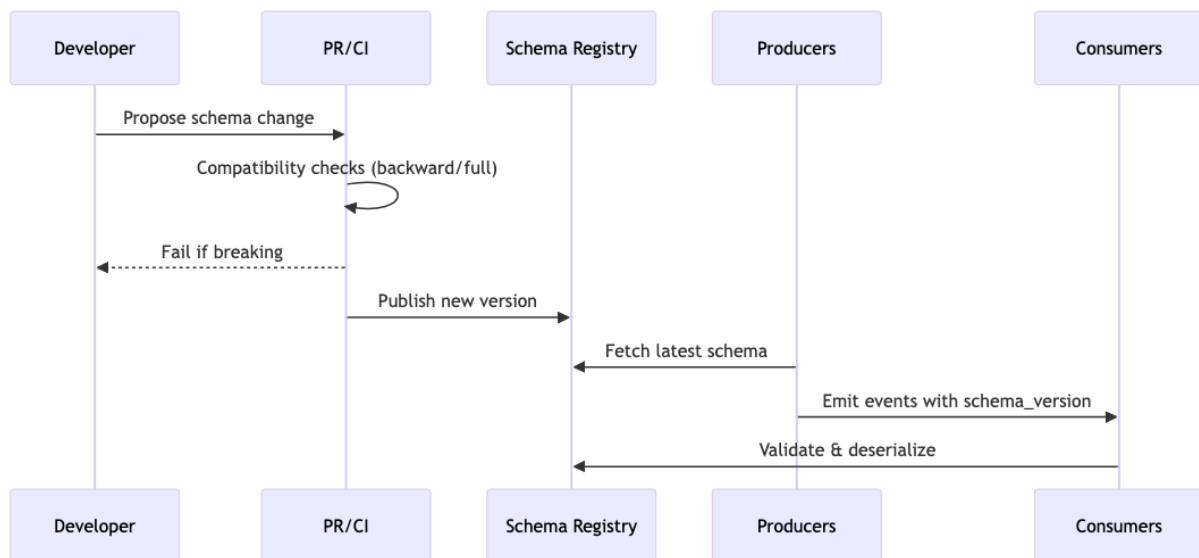 Developer
PR/CI
Schema Registry
Producers
Consumers
Propose schema change
Compatibility checks (backward/full)
Fail if breaking
Publish new version
Fetch latest schema
Emit events with schema_version
Validate & deserialize
Developer
PR/CI
Schema Registry
Producers
Consumers